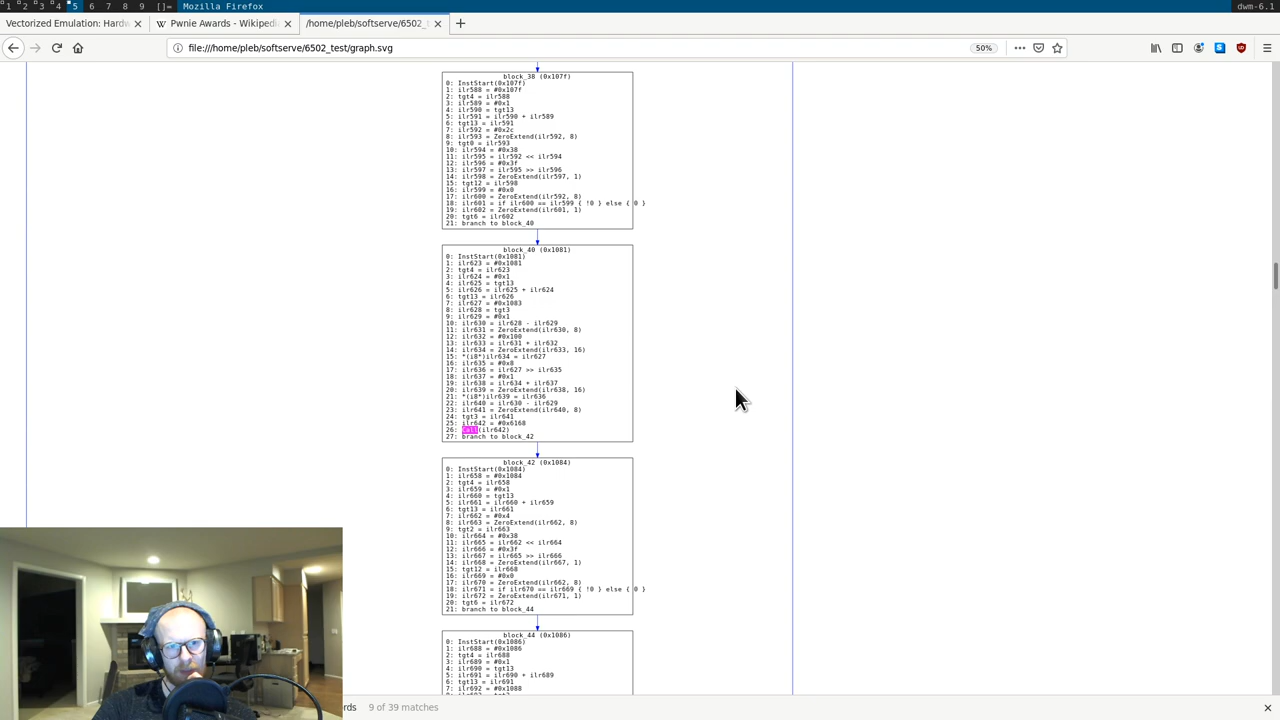 1 2 3 4 5 6 7 8 9 []= Mozilla Firefox dwm-6.1
Vectorized Emulation: Hardw × W Pwnie Awards - Wikipedi × /home/pleb/softserve/6502_t × +
file:///home/pleb/softserve/6502_test/graph.svg 50%
block_38 (0x107f)
0: InstStart(0x107f)
1: ilr588 = #0x107f
2: tgt4 = ilr588
3: ilr589 = #0x1
4: ilr590 = tgt13
5: ilr591 = ilr590 + ilr589
6: tgt13 = ilr591
7: ilr592 = #0x2c
8: ilr593 = ZeroExtend(ilr592, 8)
9: tgt0 = ilr593
10: ilr594 = #0x38
11: ilr595 = ilr592 << ilr594
12: ilr596 = #0x3f
13: ilr597 = ilr595 >> ilr596
14: ilr598 = ZeroExtend(ilr597, 1)
15: tgt12 = ilr598
16: ilr599 = #0x0
17: ilr600 = ZeroExtend(ilr592, 8)
18: ilr601 = if ilr600 == ilr599 { !0 } else { 0 }
19: ilr602 = ZeroExtend(ilr601, 1)
20: tgt6 = ilr602
21: branch to block_40
block_40 (0x1081)
0: InstStart(0x1081)
1: ilr623 = #0x1081
2: tgt4 = ilr623
3: ilr624 = #0x1
4: ilr625 = tgt13
5: ilr626 = ilr625 + ilr624
6: tgt13 = ilr626
7: ilr627 = #0x1083
8: ilr628 = tgt3
9: ilr629 = #0x1
10: ilr630 = ilr628 - ilr629
11: ilr631 = ZeroExtend(ilr630, 8)
12: ilr632 = #0x100
13: ilr633 = ilr631 + ilr632
14: ilr634 = ZeroExtend(ilr633, 16)
15: *(i8*)ilr634 = ilr627
16: ilr635 = #0x8
17: ilr636 = ilr627 >> ilr635
18: ilr637 = #0x1
19: ilr638 = ilr634 + ilr637
20: ilr639 = ZeroExtend(ilr638, 16)
21: *(i8*)ilr639 = ilr636
22: ilr640 = ilr630 - ilr629
23: ilr641 = ZeroExtend(ilr640, 8)
24: tgt3 = ilr641
25: ilr642 = #0x6168
26: Call(ilr642)
27: branch to block_42
block_42 (0x1084)
0: InstStart(0x1084)
1: ilr658 = #0x1084
2: tgt4 = ilr658
3: ilr659 = #0x1
4: ilr660 = tgt13
5: ilr661 = ilr660 + ilr659
6: tgt13 = ilr661
7: ilr662 = #0x4
8: ilr663 = ZeroExtend(ilr662, 8)
9: tgt2 = ilr663
10: ilr664 = #0x38
11: ilr665 = ilr662 << ilr664
12: ilr666 = #0x3f
13: ilr667 = ilr665 >> ilr666
14: ilr668 = ZeroExtend(ilr667, 1)
15: tgt12 = ilr668
16: ilr669 = #0x0
17: ilr670 = ZeroExtend(ilr662, 8)
18: ilr671 = if ilr670 == ilr669 { !0 } else { 0 }
19: ilr672 = ZeroExtend(ilr671, 1)
20: tgt6 = ilr672
21: branch to block_44
block_44 (0x1086)
0: InstStart(0x1086)
1: ilr688 = #0x1086
2: tgt4 = ilr688
3: ilr689 = #0x1
4: ilr690 = tgt13
5: ilr691 = ilr690 + ilr689
6: tgt13 = ilr691
7: ilr692 = #0x1088
rds 9 of 39 matches